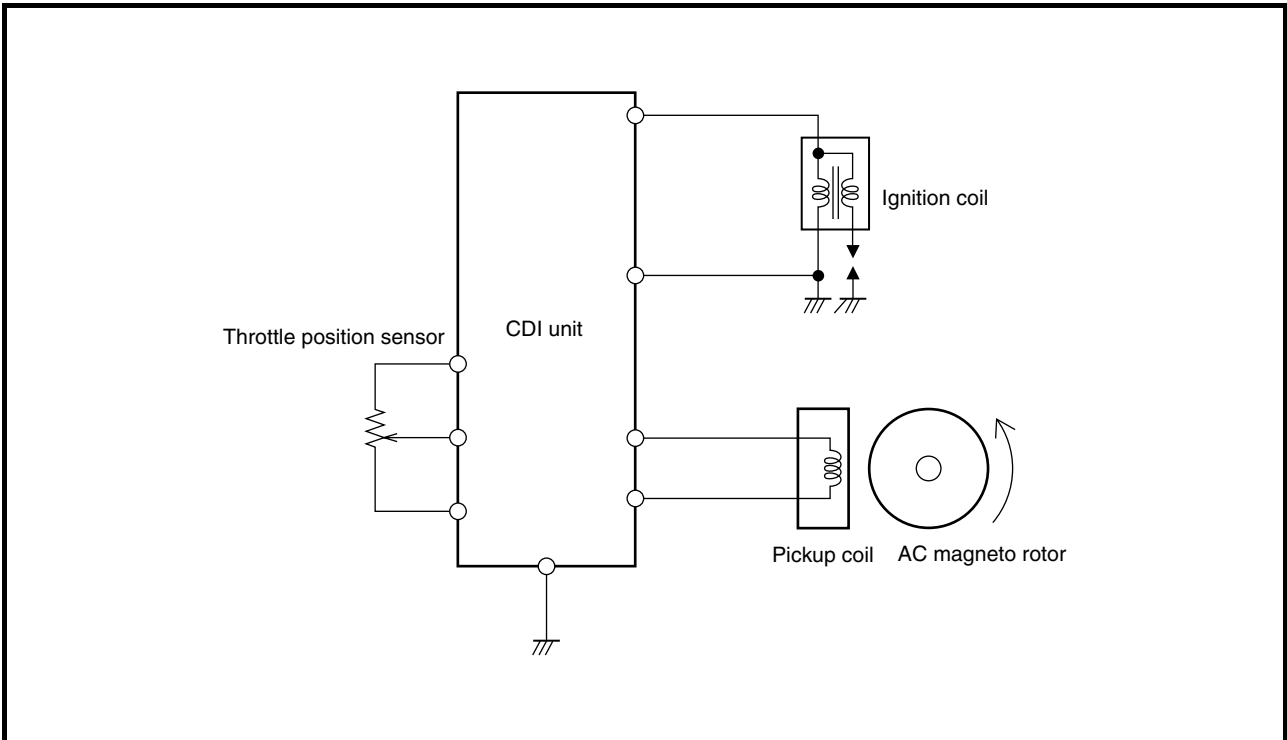 Ignition coil
Throttle position sensor
CDI unit
Pickup coil
AC magneto rotor